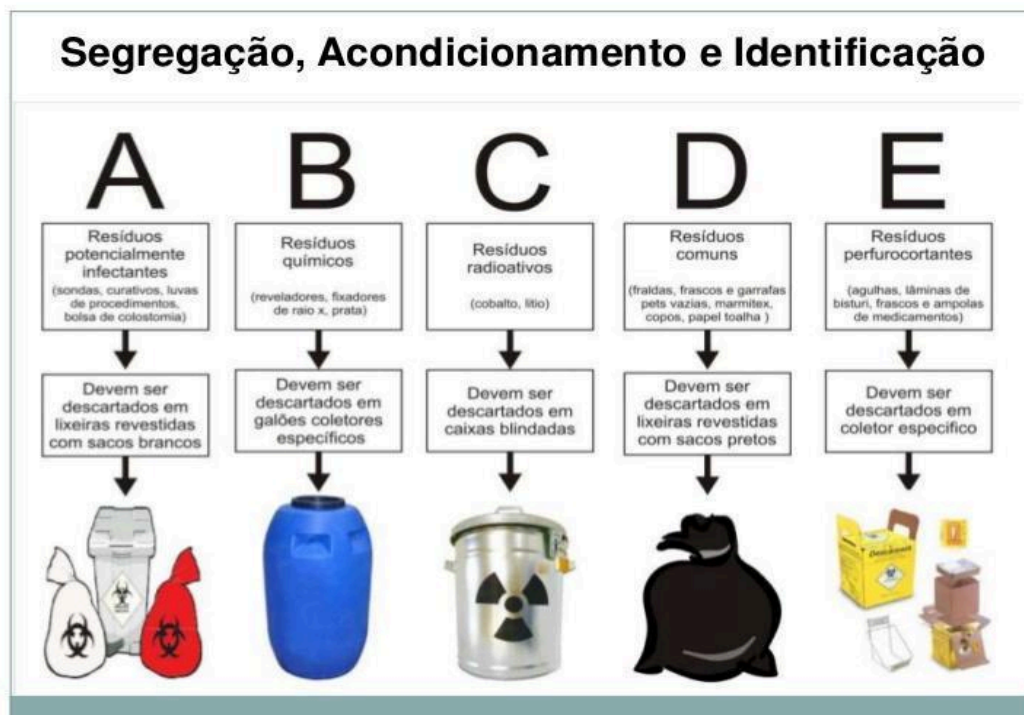 Segregação, Acondicionamento e Identificação
A
B
C
D
E
Resíduos
potencialmente
infectantes
(sondas, curativos, luvas
de procedimentos,
bolsa de colostomia)
Resíduos
químicos
(reveladores, fixadores
de raio x, prata)
Resíduos
radioativos
(cobalto, lítio)
Resíduos
comuns
(fraldas, frascos e garrafas
pets vazias, marmitex,
copos, papel toalha )
Resíduos
perfurocortantes
(agulhas, lâminas de
bisturi, frascos e ampolas
de medicamentos)
Devem ser
descartados em
lixeiras revestidas
com sacos brancos
Devem ser
descartados em
galões coletores
específicos
Devem ser
descartados em
caixas blindadas
Devem ser
descartados em
lixeiras revestidas
com sacos pretos
Devem ser
descartados em
coletor especifico